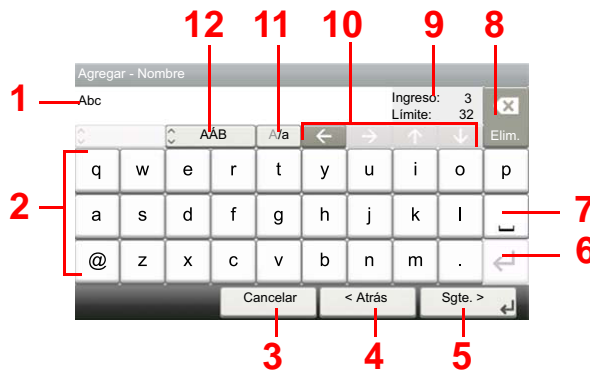 12 11 10 9 8
Agregar - Nombre
1 Abc Ingreso: 3
Límite: 32
AÁB A/a ← → ↑ ↓ Elim.
q w e r t y u i o p
2 a s d f g h j k l 7
@ z x c v b n m . 6
Cancelar < Atrás Sgte. >
3 4 5